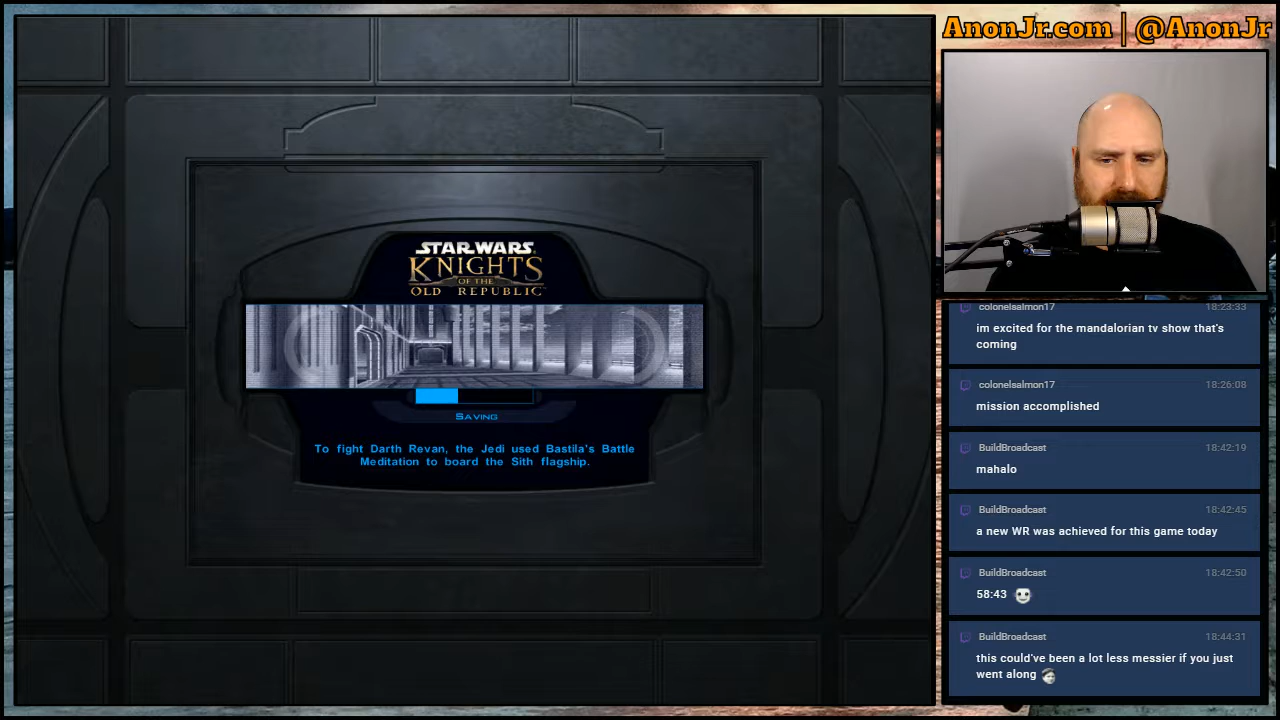 AnonJr.com | @AnonJr
STAR WARS
KNIGHTS
OF THE
OLD REPUBLIC
SAVING
To fight Darth Revan, the Jedi used Bastila's Battle
Meditation to board the Sith flagship.
colonelsalmon17 18:23:33
im excited for the mandalorian tv show that's
coming
colonelsalmon17 18:26:08
mission accomplished
BuildBroadcast 18:42:19
mahalo
BuildBroadcast 18:42:45
a new WR was achieved for this game today
BuildBroadcast 18:42:50
58:43
BuildBroadcast 18:44:31
this could've been a lot less messier if you just
went along